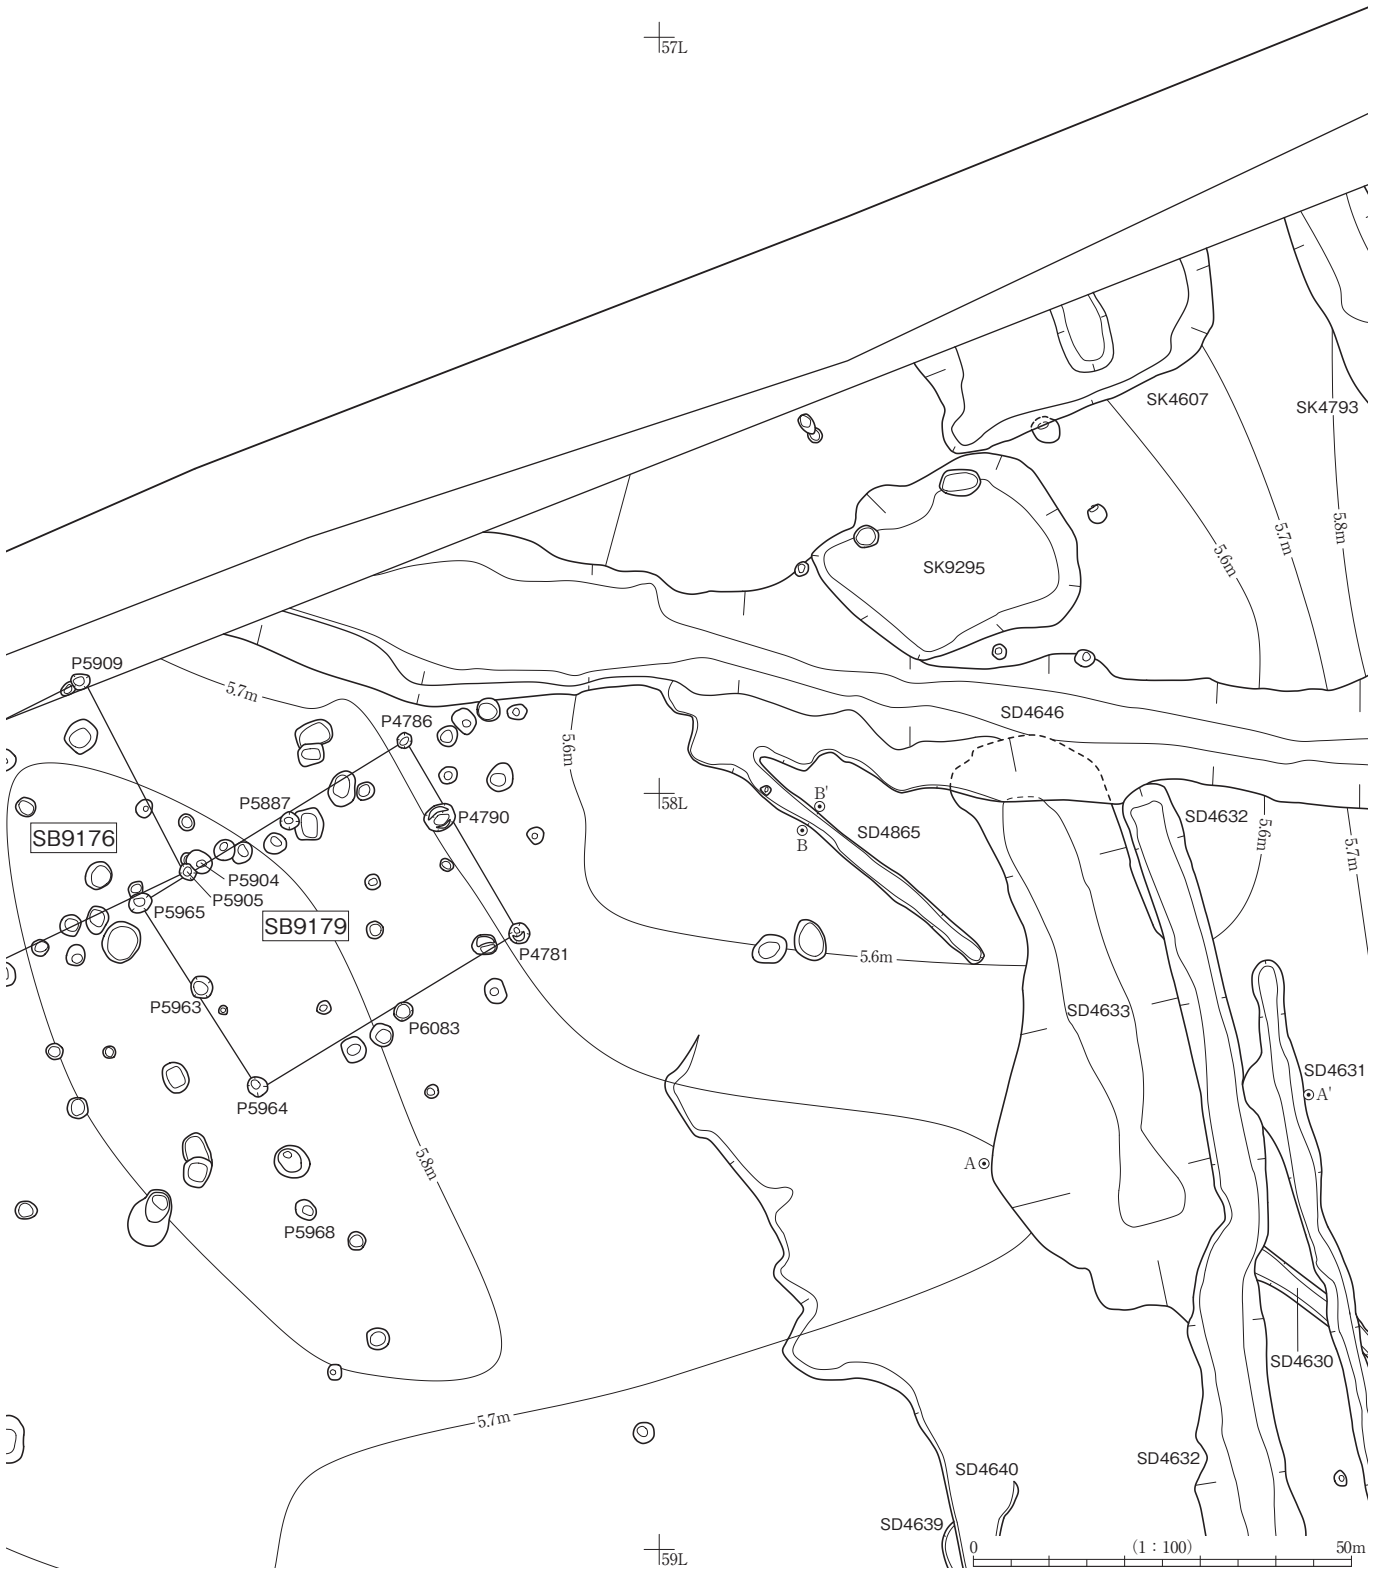 57L
SK4607
SK4793
5.8m
5.7m
5.6m
SK9295
P5909
5.7m
P4786
5.6m
SD4646
58L
B'
B
SD4865
SD4632
5.6m
5.7m
P5887
P4790
SB9176
P5904
P5905
P5965
SB9179
P4781
5.6m
P5963
P6083
SD4633
SD4631
A'
P5964
5.8m
A
P5968
SD4630
5.7m
SD4632
SD4640
SD4639
59L
0 (1：100) 50m